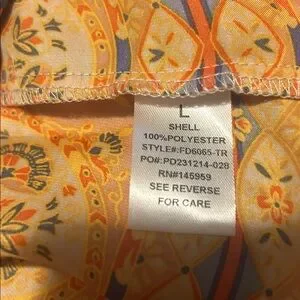 L
SHELL
100%POLYESTER
STYLE#:FD6065-TR
PO#:PD231214-028
RN#145959
SEE REVERSE
FOR CARE